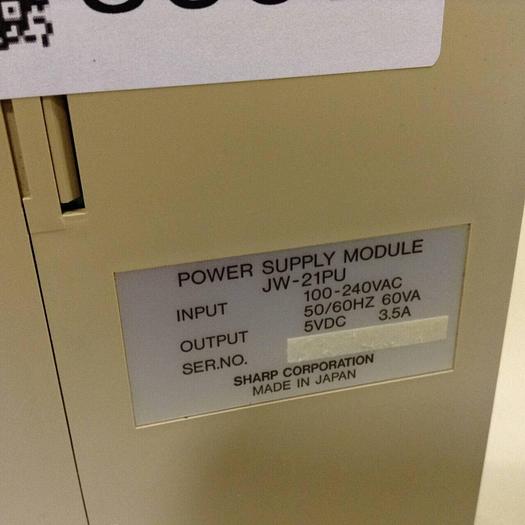 POWER SUPPLY MODULE
JW-21PU
INPUT 100-240VAC
50/60HZ 60VA
OUTPUT 5VDC 3.5A
SER.NO.
SHARP CORPORATION
MADE IN JAPAN